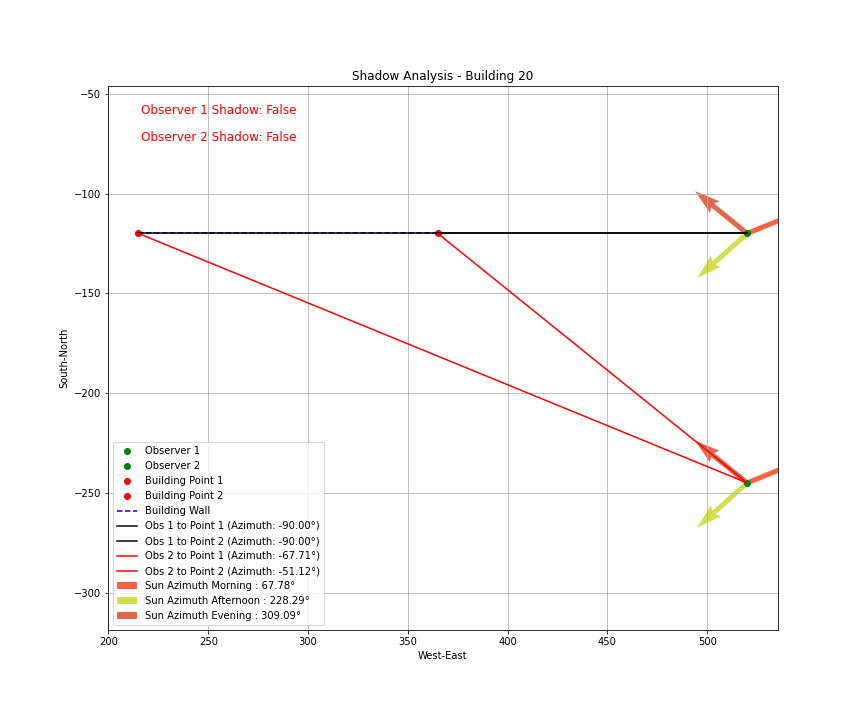 Shadow Analysis - Building 20
Observer 1 Shadow: False
Observer 2 Shadow: False
−50
−100
−150
−200
−250
−300
South-North
Observer 1
Observer 2
Building Point 1
Building Point 2
Building Wall
Obs 1 to Point 1 (Azimuth: -90.00°)
Obs 1 to Point 2 (Azimuth: -90.00°)
Obs 2 to Point 1 (Azimuth: -67.71°)
Obs 2 to Point 2 (Azimuth: -51.12°)
Sun Azimuth Morning : 67.78°
Sun Azimuth Afternoon : 228.29°
Sun Azimuth Evening : 309.09°
200 250 300 350 400 450 500
West-East